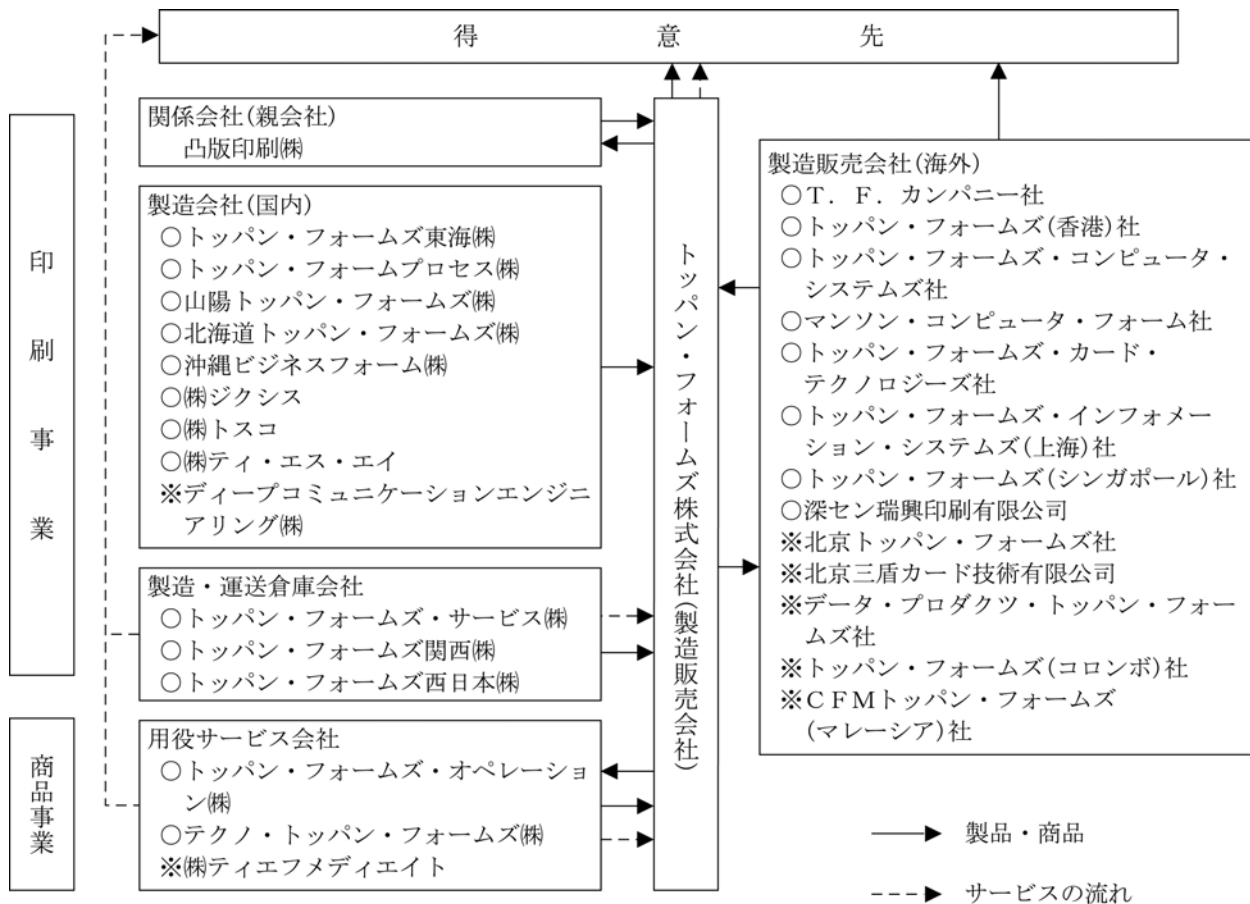 得意先
印刷事業
商品事業
関係会社(親会社)
凸版印刷㈱
製造会社(国内)
○トッパン・フォームズ東海㈱
○トッパン・フォームプロセス㈱
○山陽トッパン・フォームズ㈱
○北海道トッパン・フォームズ㈱
○沖縄ビジネスフォーム㈱
○㈱ジクシス
○㈱トスコ
○㈱ティ・エス・エイ
※ディープコミュニケーションエンジニ
アリング㈱
製造・運送倉庫会社
○トッパン・フォームズ・サービス㈱
○トッパン・フォームズ関西㈱
○トッパン・フォームズ西日本㈱
用役サービス会社
○トッパン・フォームズ・オペレーショ
ン㈱
○テクノ・トッパン・フォームズ㈱
※㈱ティエフメディエイト
トッパン・フォームズ株式会社(製造販売会社)
製造販売会社(海外)
○Ｔ．Ｆ．カンパニー社
○トッパン・フォームズ(香港)社
○トッパン・フォームズ・コンピュータ・
システムズ社
○マンソン・コンピュータ・フォーム社
○トッパン・フォームズ・カード・
テクノロジーズ社
○トッパン・フォームズ・インフォメー
ション・システムズ(上海)社
○トッパン・フォームズ(シンガポール)社
○深セン瑞興印刷有限公司
※北京トッパン・フォームズ社
※北京三盾カード技術有限公司
※データ・プロダクツ・トッパン・フォー
ムズ社
※トッパン・フォームズ(コロンボ)社
※ＣＦＭトッパン・フォームズ
(マレーシア)社
製品・商品
サービスの流れ